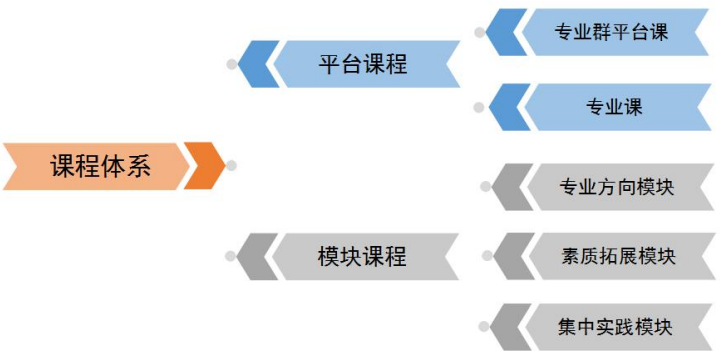 课程体系
平台课程
专业群平台课
专业课
模块课程
专业方向模块
素质拓展模块
集中实践模块